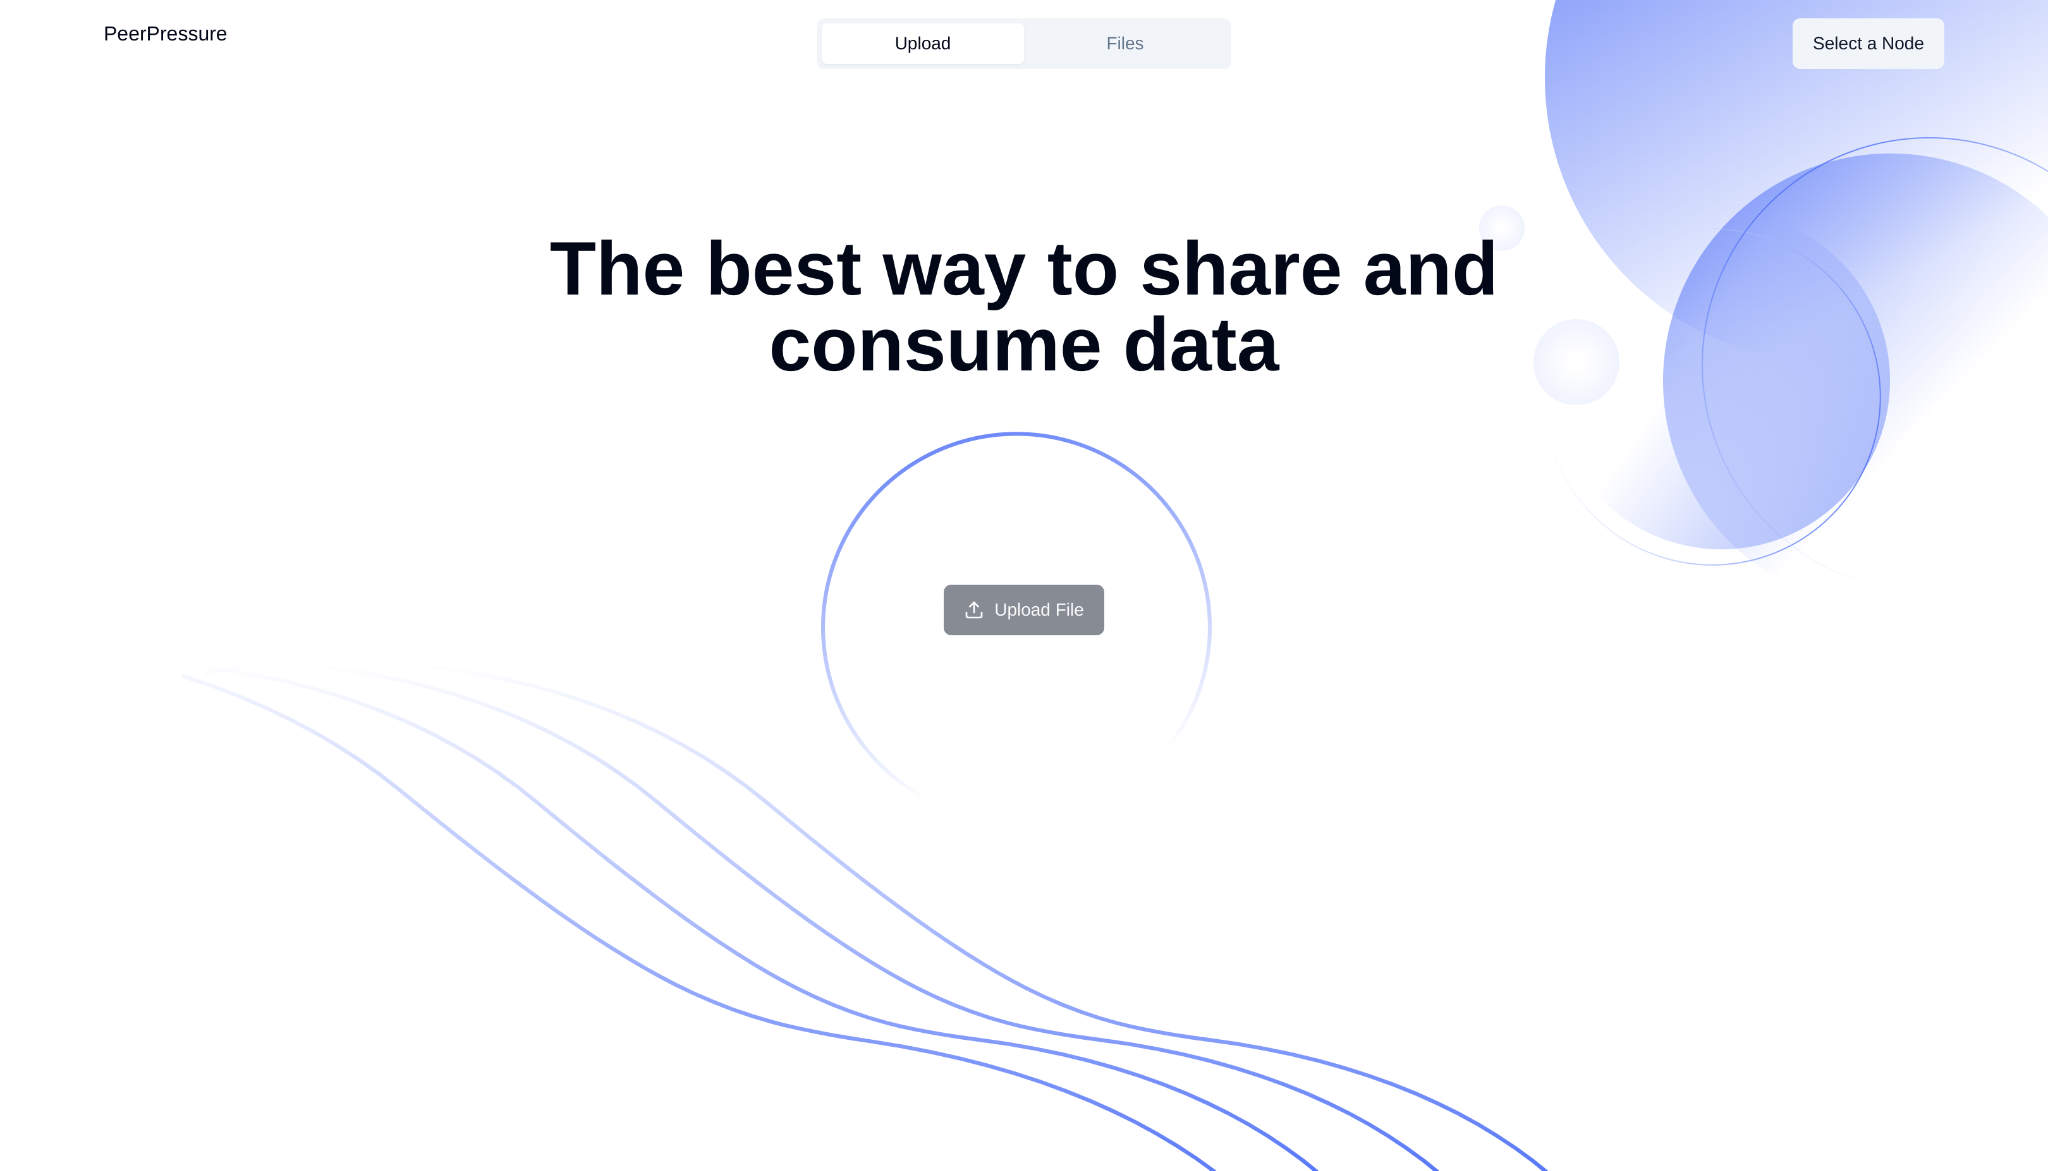 PeerPressure
Upload
Files
Select a Node
The best way to share and
consume data
Upload File